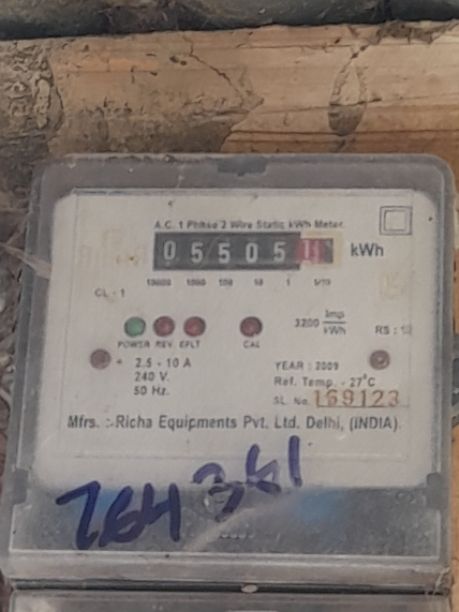 A.C. 1 Phase 2 Wire Static kWh Meter.
05505 kWh
10000 1000 100 10 1 1/10
CL - 1
3200 Imp/kWh
RS :
POWER REV. EFLT CAL
2.5 - 10 A
240 V.
50 Hz.
YEAR : 2009
Ref. Temp. - 27°C
SL. No. 169123
Mfrs. :- Richa Equipments Pvt. Ltd. Delhi, (INDIA).
764381